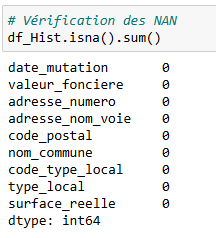 # Vérification des NAN
df_Hist.isna().sum()
date_mutation 0
valeur_fonciere 0
adresse_numero 0
adresse_nom_voie 0
code_postal 0
nom_commune 0
code_type_local 0
type_local 0
surface_reelle 0
dtype: int64